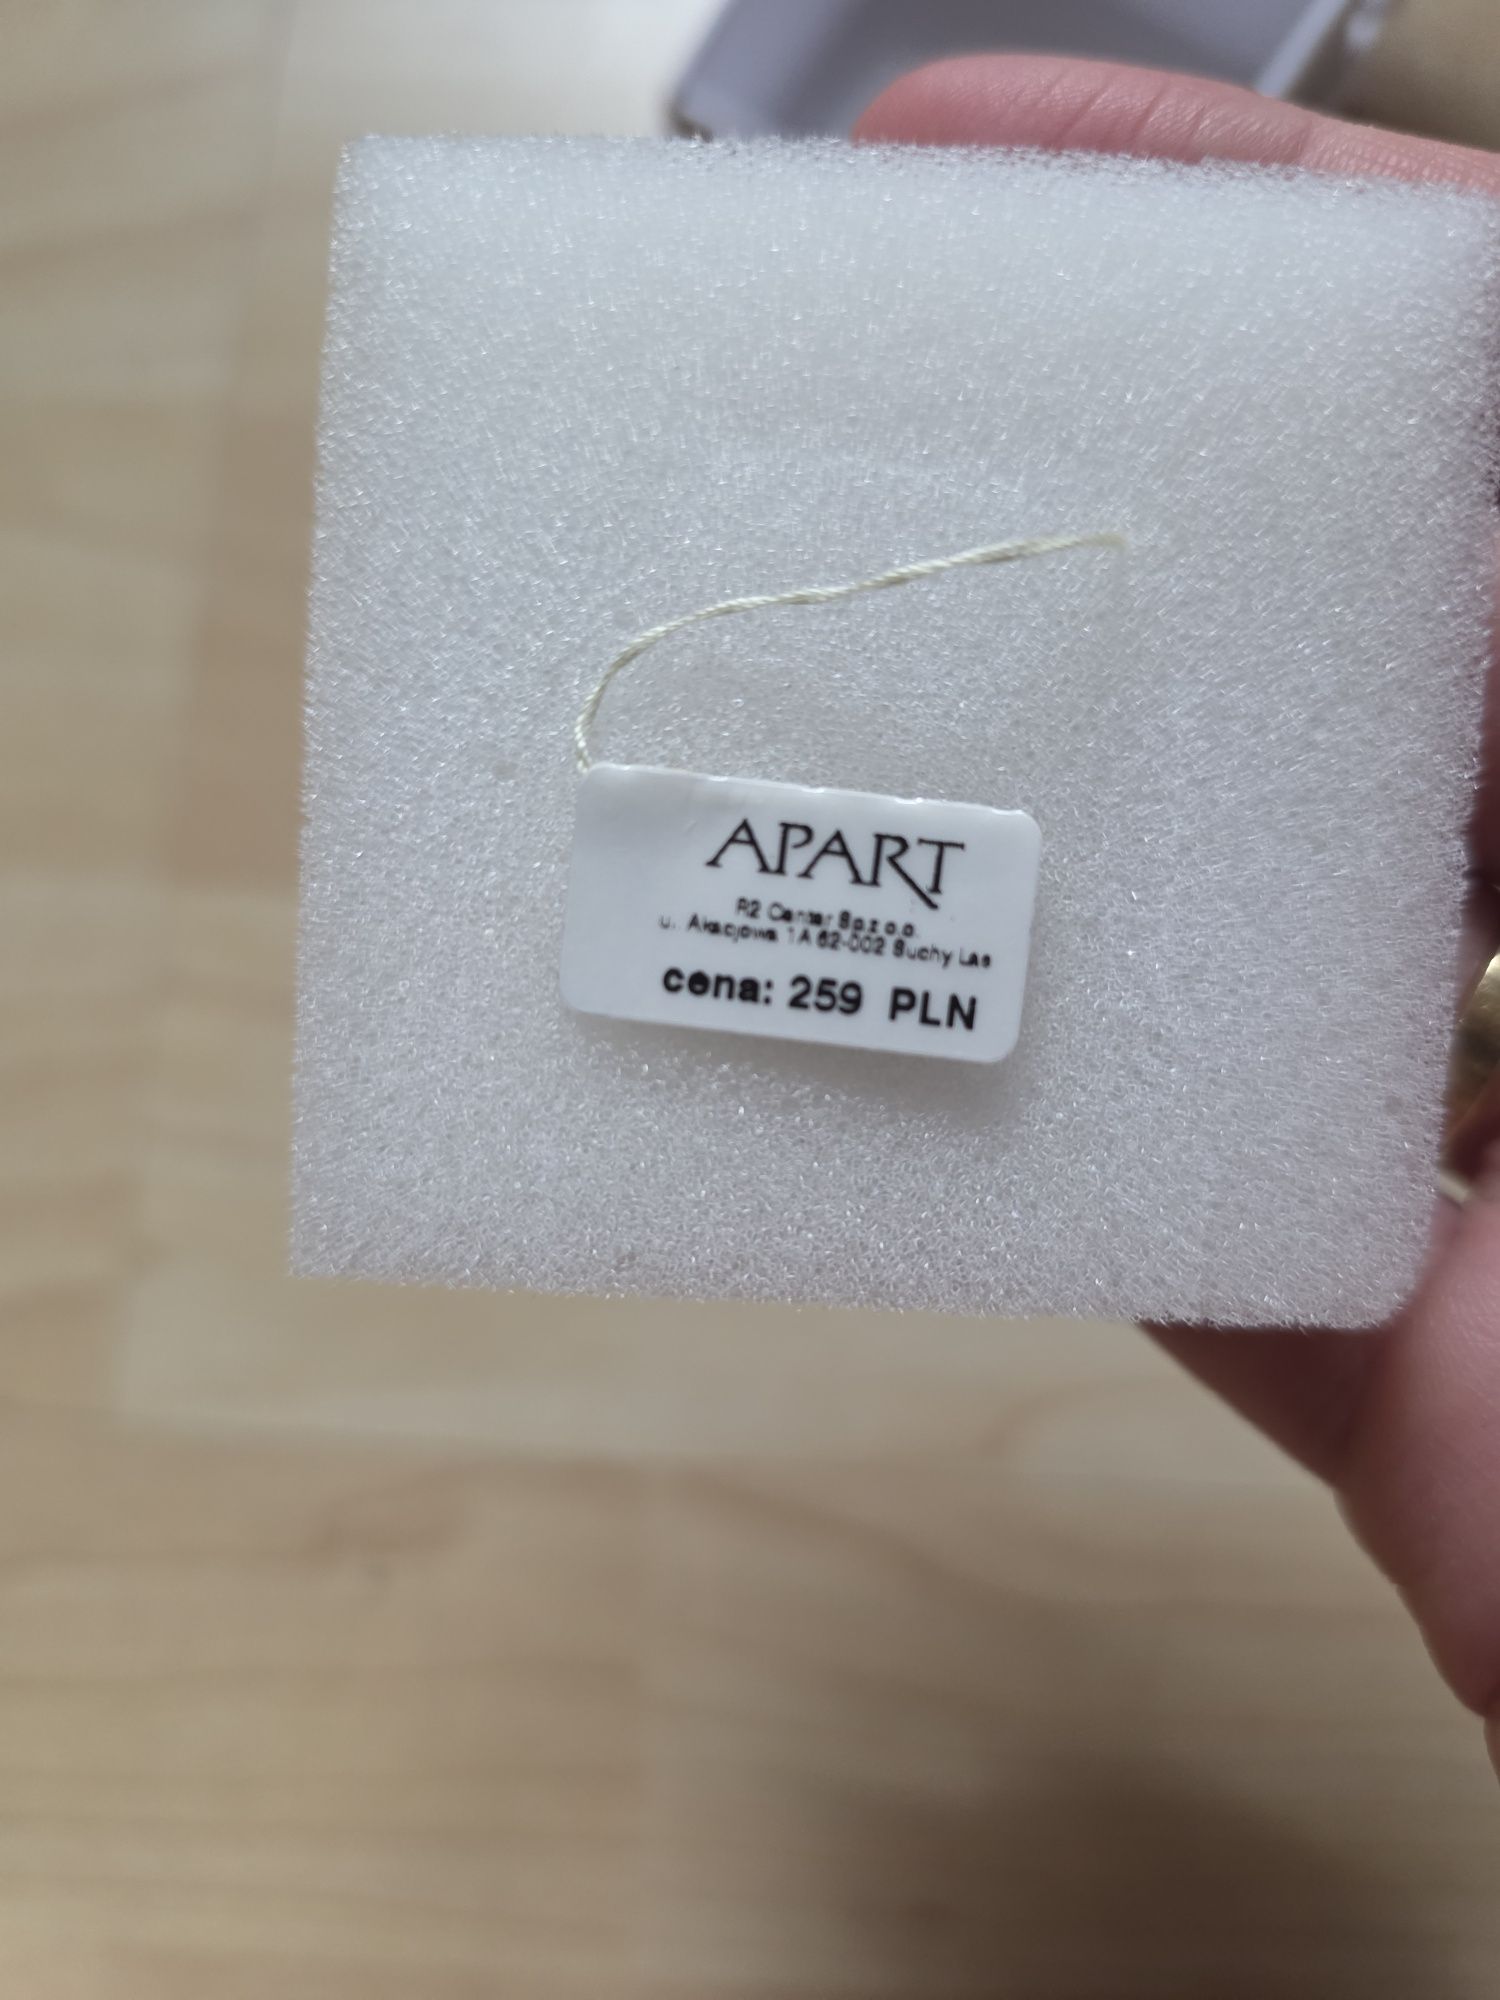 APART
R2 Center Sp.z o.o.
ul. Akacjowa 1A 62-002 Suchy Las
cena: 259 PLN